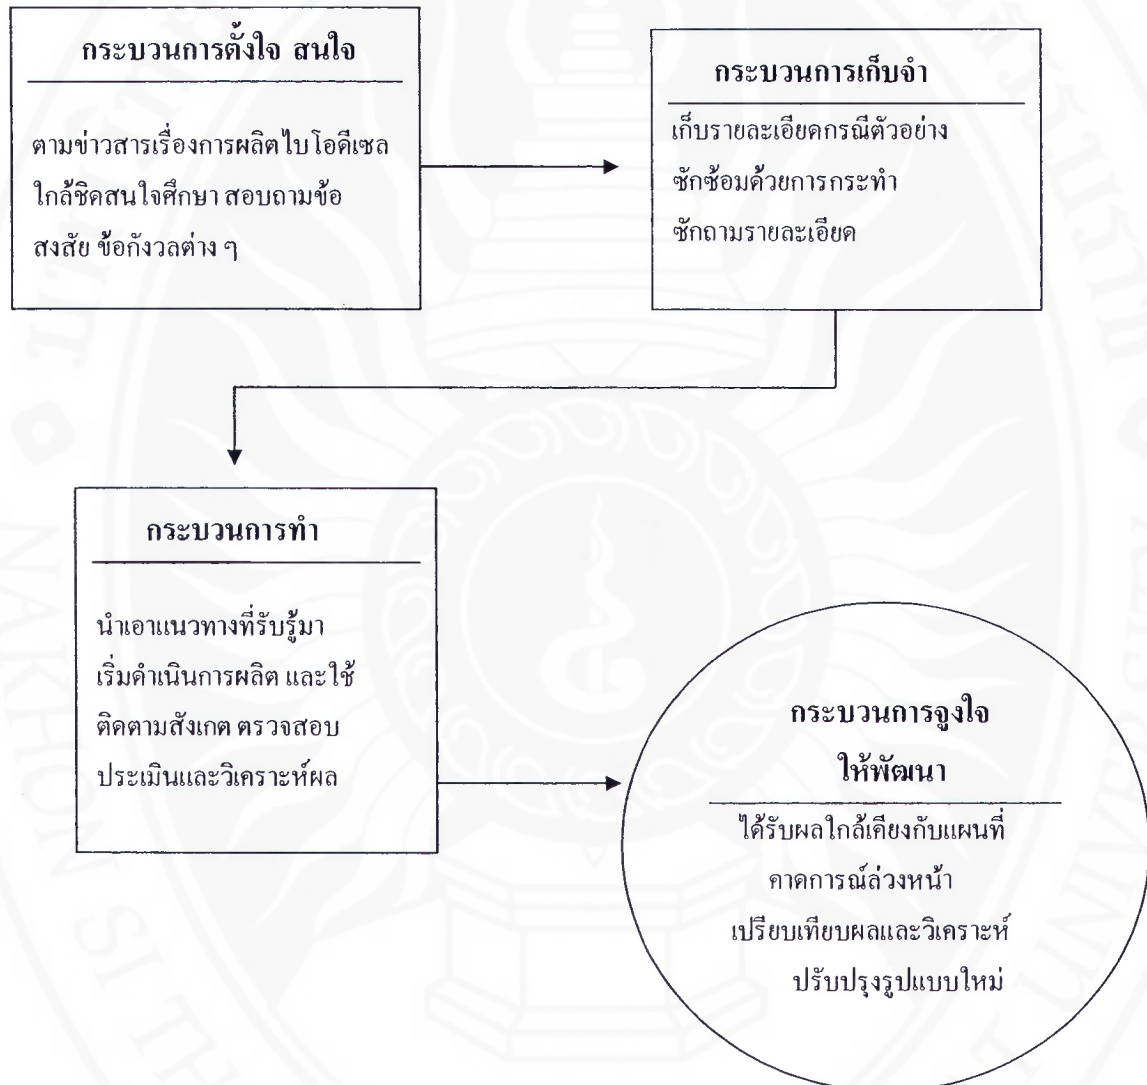 กระบวนการตั้งใจ สนใจ
ตามข่าวสารเรื่องการผลิตไบโอดีเซล
ใกล้ชิดสนใจศึกษา สอบถามข้อ
สงสัย ข้อกังวลต่าง ๆ
กระบวนการเก็บจำ
เก็บรายละเอียดกรณีตัวอย่าง
ซักซ้อมด้วยการกระทำ
ซักถามรายละเอียด
กระบวนการทำ
นำเอาแนวทางที่รับรู้มา
เริ่มดำเนินการผลิต และใช้
ติดตามสังเกต ตรวจสอบ
ประเมินและวิเคราะห์ผล
กระบวนการจูงใจ
ให้พัฒนา
ได้รับผลใกล้เคียงกับแผนที่
คาดการณ์ล่วงหน้า
เปรียบเทียบผลและวิเคราะห์
ปรับปรุงรูปแบบใหม่
NAKHON SI TH